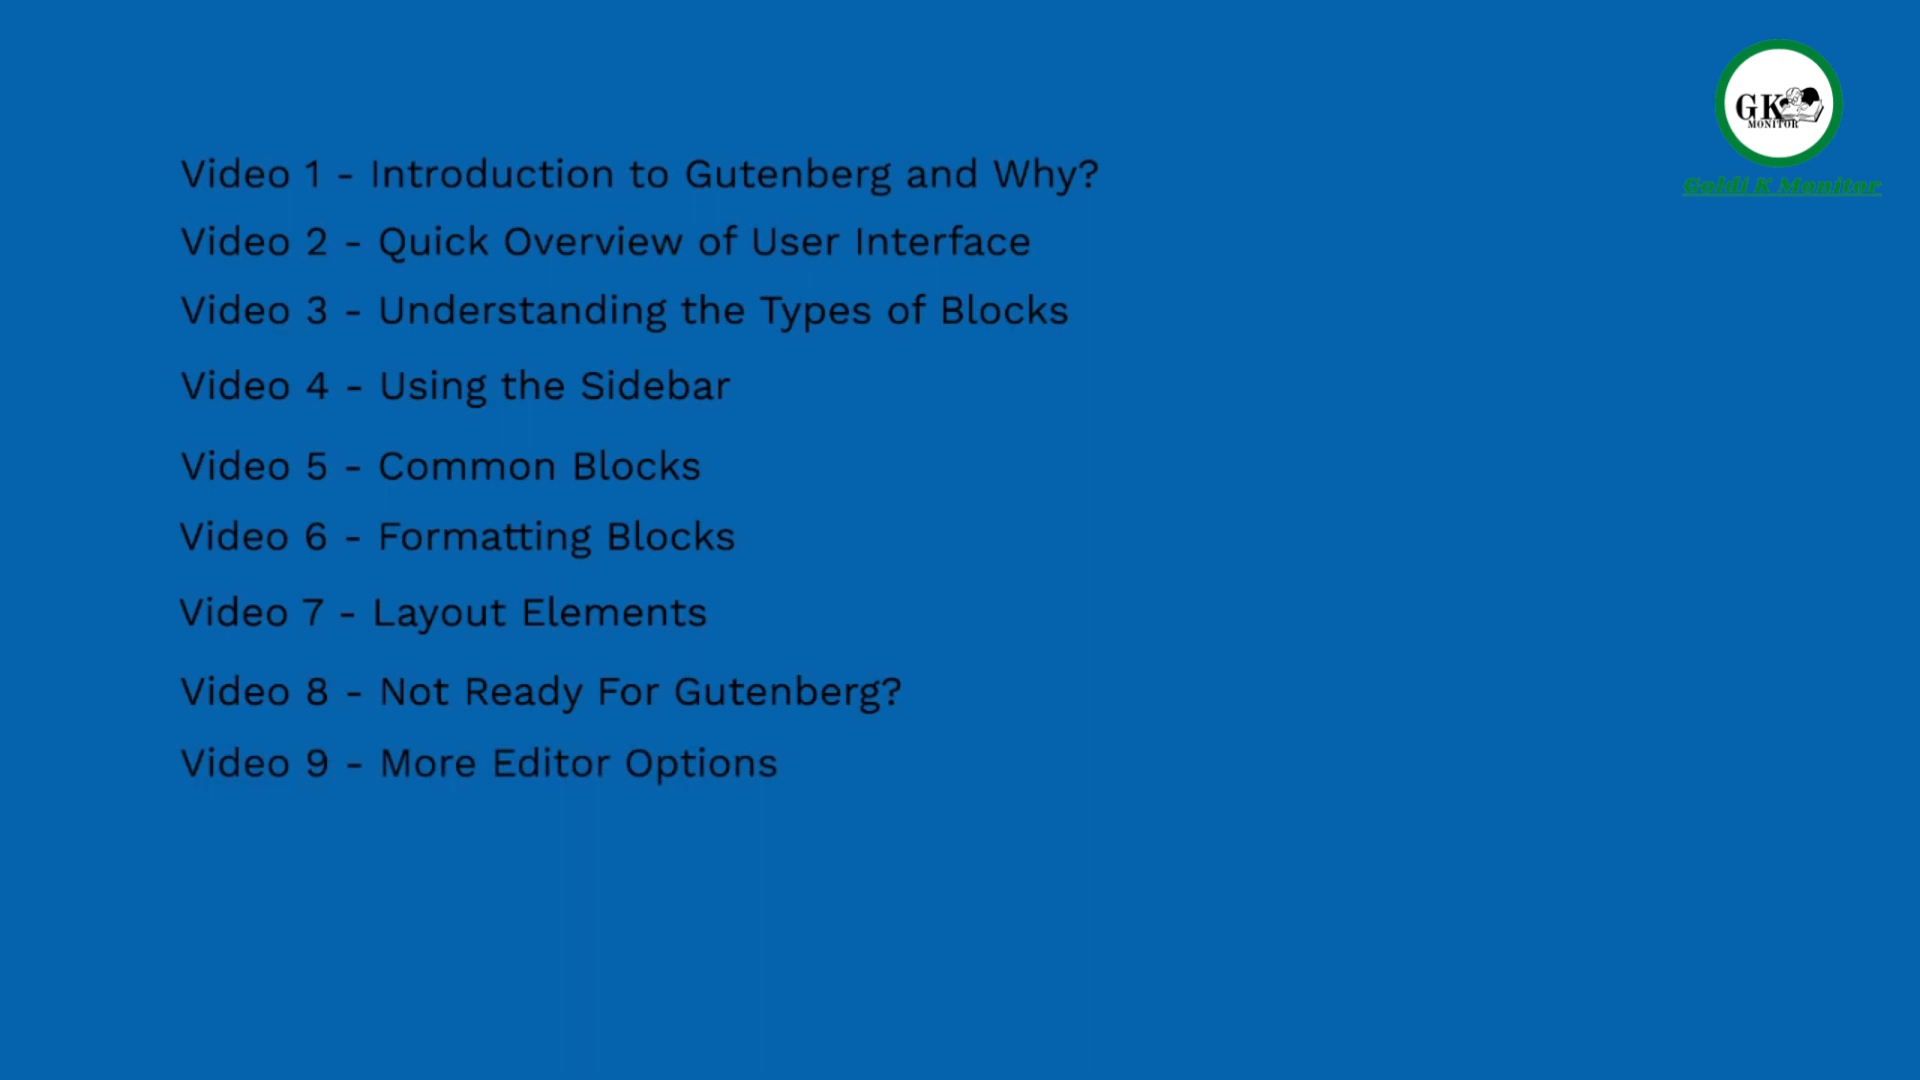 GK
MONITOR
Goldi K Monitor
Video 1 - Introduction to Gutenberg and Why?
Video 2 - Quick Overview of User Interface
Video 3 - Understanding the Types of Blocks
Video 4 - Using the Sidebar
Video 5 - Common Blocks
Video 6 - Formatting Blocks
Video 7 - Layout Elements
Video 8 - Not Ready For Gutenberg?
Video 9 - More Editor Options